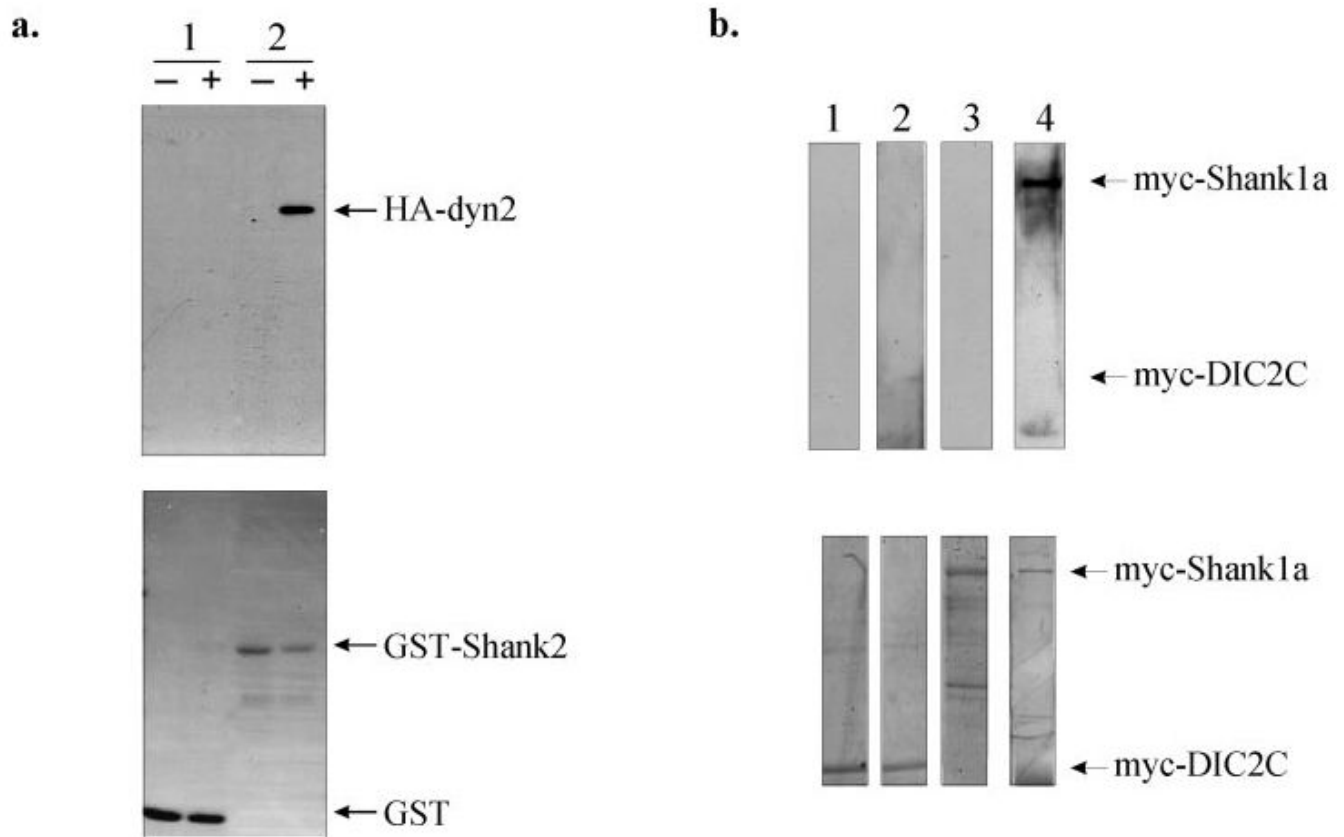 a.
1 2
– + – +
HA-dyn2
GST-Shank2
GST
b.
1 2 3 4
myc-Shank1a
myc-DIC2C
myc-Shank1a
myc-DIC2C